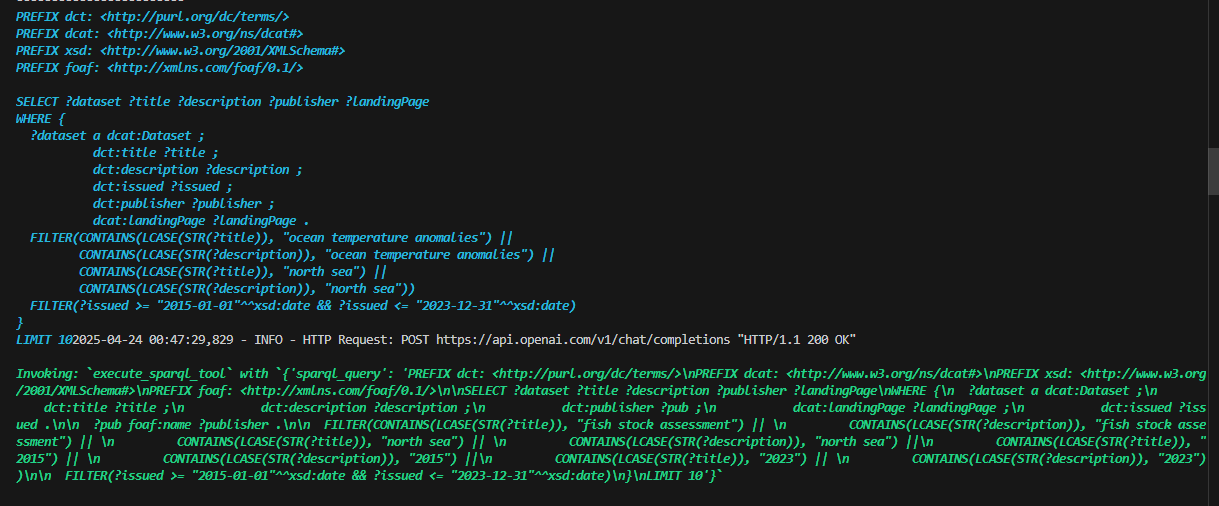 PREFIX dct: <http://purl.org/dc/terms/>
PREFIX dcat: <http://www.w3.org/ns/dcat#>
PREFIX xsd: <http://www.w3.org/2001/XMLSchema#>
PREFIX foaf: <http://xmlns.com/foaf/0.1/>

SELECT ?dataset ?title ?description ?publisher ?landingPage
WHERE {
  ?dataset a dcat:Dataset ;
           dct:title ?title ;
           dct:description ?description ;
           dct:issued ?issued ;
           dct:publisher ?publisher ;
           dcat:landingPage ?landingPage .
  FILTER(CONTAINS(LCASE(STR(?title)), "ocean temperature anomalies") ||
         CONTAINS(LCASE(STR(?description)), "ocean temperature anomalies") ||
         CONTAINS(LCASE(STR(?title)), "north sea") ||
         CONTAINS(LCASE(STR(?description)), "north sea"))
  FILTER(?issued >= "2015-01-01"^^xsd:date && ?issued <= "2023-12-31"^^xsd:date)
}
LIMIT 102025-04-24 00:47:29,829 - INFO - HTTP Request: POST https://api.openai.com/v1/chat/completions "HTTP/1.1 200 OK"

Invoking: `execute_sparql_tool` with `{'sparql_query': 'PREFIX dct: <http://purl.org/dc/terms/>\nPREFIX dcat: <http://www.w3.org/ns/dcat#>\nPREFIX xsd: <http://www.w3.org
/2001/XMLSchema#>\nPREFIX foaf: <http://xmlns.com/foaf/0.1/>\n\nSELECT ?dataset ?title ?description ?publisher ?landingPage\nWHERE {\n  ?dataset a dcat:Dataset ;\n
    dct:title ?title ;\n           dct:description ?description ;\n           dct:publisher ?pub ;\n           dcat:landingPage ?landingPage ;\n           dct:issued ?iss
ued .\n\n  ?pub foaf:name ?publisher .\n\n  FILTER(CONTAINS(LCASE(STR(?title)), "fish stock assessment") || \n         CONTAINS(LCASE(STR(?description)), "fish stock asse
ssment") || \n         CONTAINS(LCASE(STR(?title)), "north sea") || \n         CONTAINS(LCASE(STR(?description)), "north sea") ||\n         CONTAINS(LCASE(STR(?title)), "
2015") || \n         CONTAINS(LCASE(STR(?description)), "2015") ||\n         CONTAINS(LCASE(STR(?title)), "2023") || \n         CONTAINS(LCASE(STR(?description)), "2023")
)\n\n  FILTER(?issued >= "2015-01-01"^^xsd:date && ?issued <= "2023-12-31"^^xsd:date)\n}\nLIMIT 10'}`